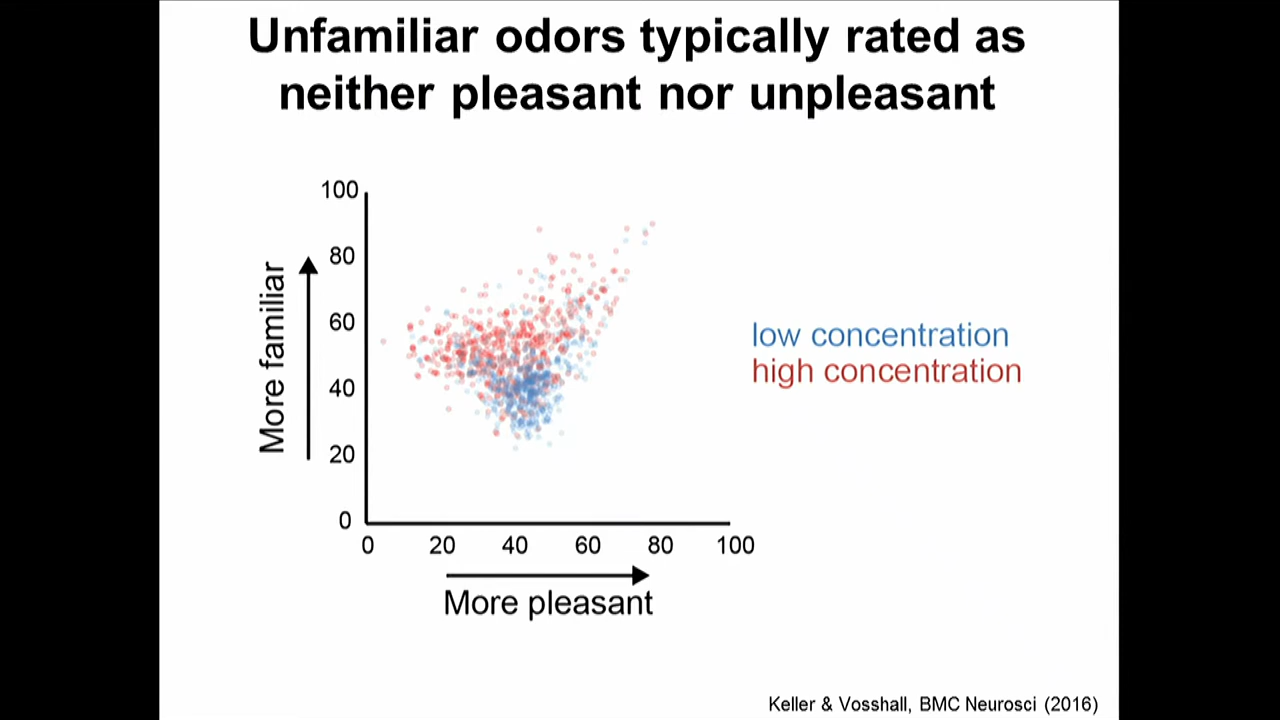 Unfamiliar odors typically rated as
neither pleasant nor unpleasant
100
80
60
40
20
0
More familiar
0 20 40 60 80 100
More pleasant
low concentration
high concentration
Keller & Vosshall, BMC Neurosci (2016)